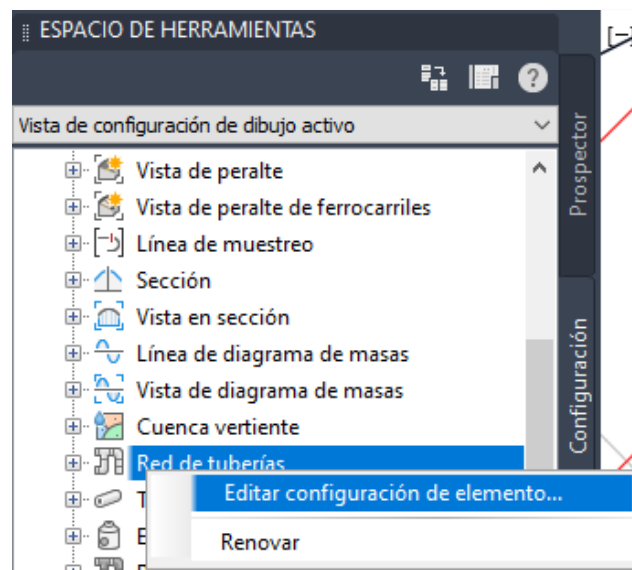 ESPACIO DE HERRAMIENTAS
[−]
Vista de configuración de dibujo activo
Prospector
Configuración
Vista de peralte
Vista de peralte de ferrocarriles
Línea de muestreo
Sección
Vista en sección
Línea de diagrama de masas
Vista de diagrama de masas
Cuenca vertiente
Red de tuberías
Editar configuración de elemento...
Renovar